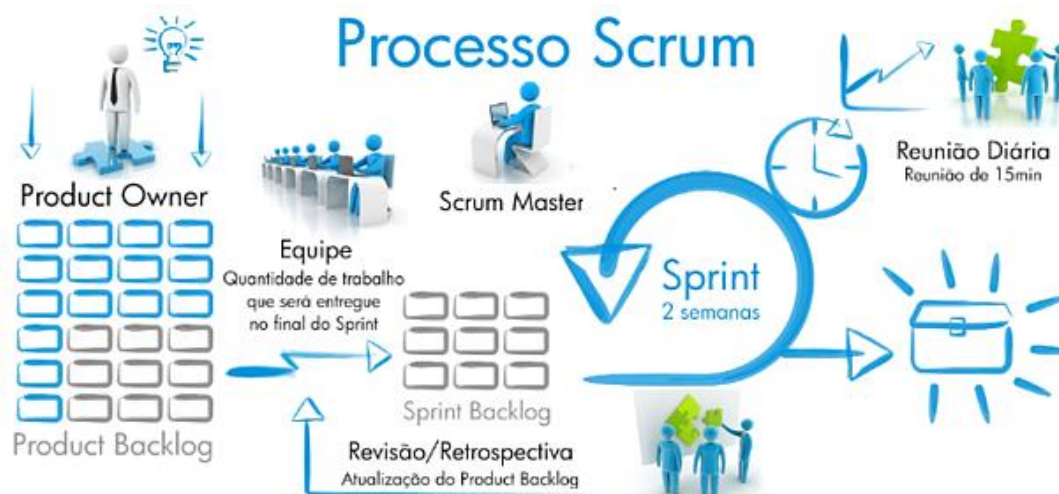 Processo Scrum
Product Owner
Product Backlog
Equipe
Quantidade de trabalho
que será entregue
no final do Sprint
Scrum Master
Sprint Backlog
Revisão/Retrospectiva
Atualização do Product Backlog
Sprint
2 semanas
Reunião Diária
Reunião de 15min